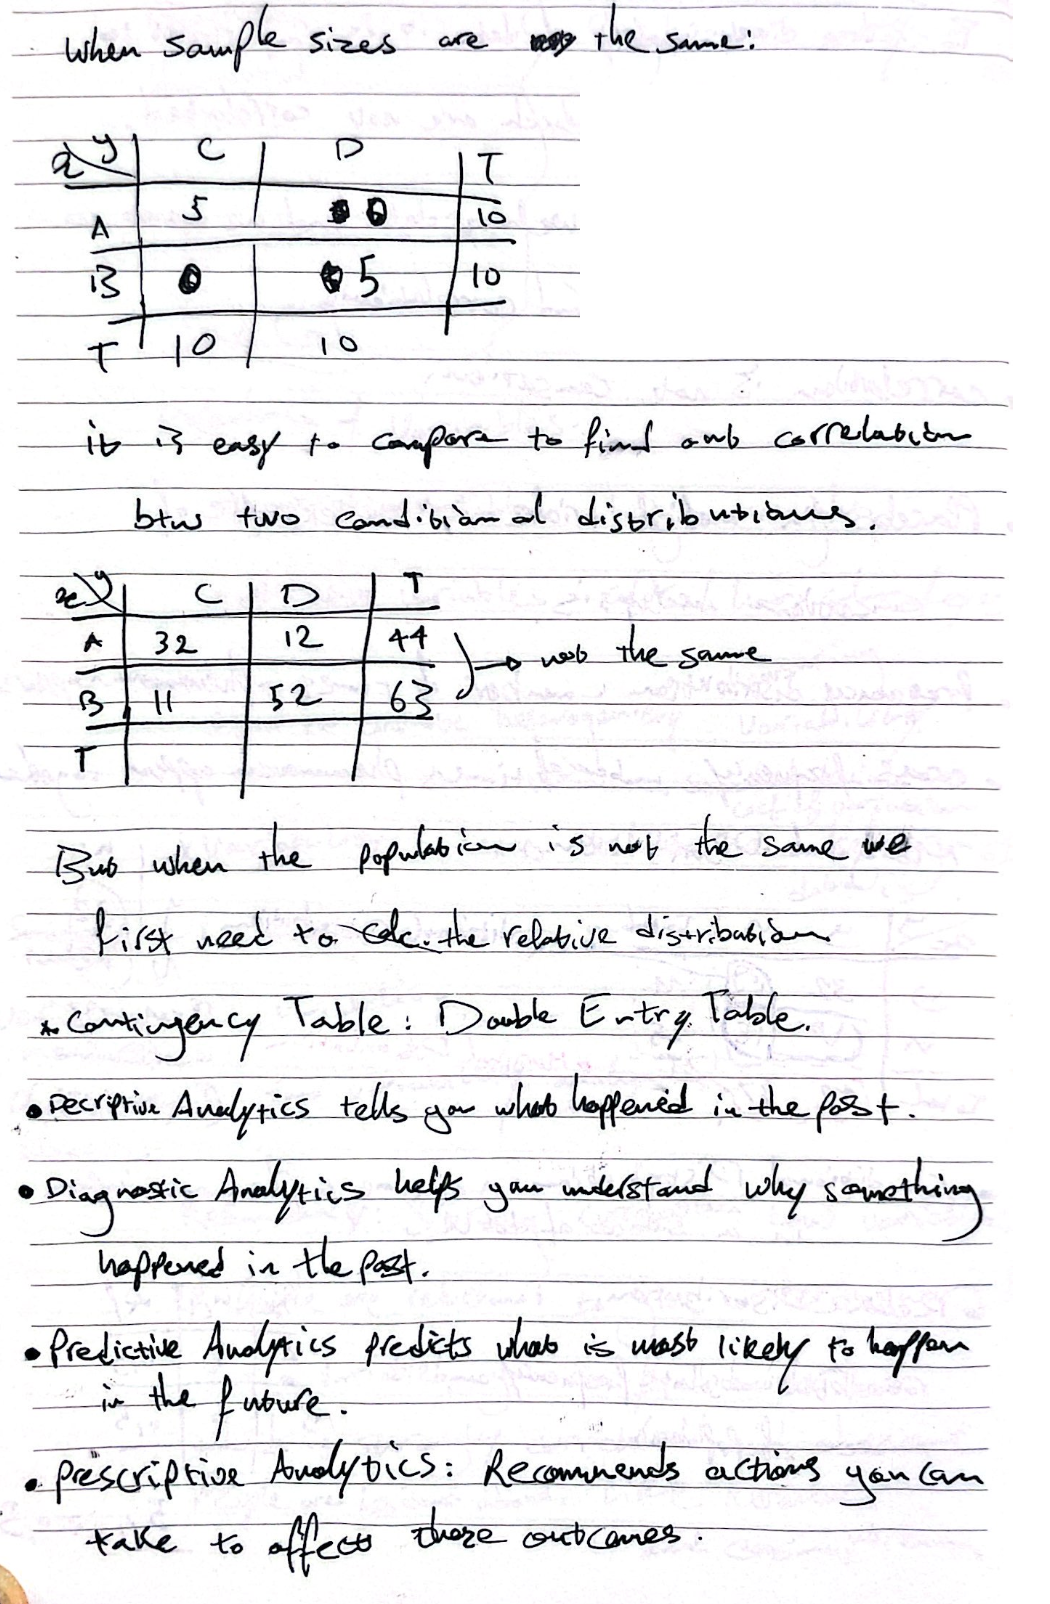 When sample sizes are the same:
x y C D T
A 5 0 10
B 0 5 10
T 10 10
it is easy to compare to find out correlation
btw two conditional distributions.
x y C D T
A 32 12 44
B 11 52 63
→ not the same
T
But when the population is not the same we
first need to calc. the relative distribution
* Contingency Table: Double Entry Table.
• Decriptive Analytics tells you what happened in the past.
• Diagnostic Analytics helps you understand why something
happened in the past.
• Predictive Analytics predicts what is most likely to happen
in the future.
• Prescriptive Analytics: Recommends actions you can
take to affect those outcomes.